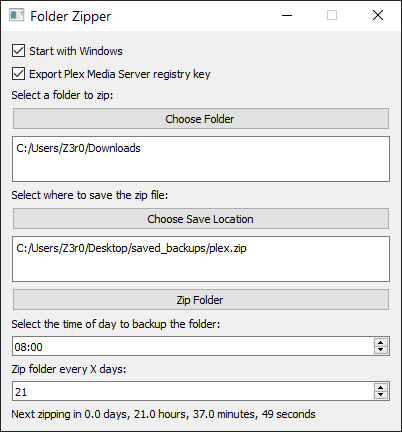 Folder Zipper
Start with Windows
Export Plex Media Server registry key
Select a folder to zip:
Choose Folder
C:/Users/Z3r0/Downloads
Select where to save the zip file:
Choose Save Location
C:/Users/Z3r0/Desktop/saved_backups/plex.zip
Zip Folder
Select the time of day to backup the folder:
08:00
Zip folder every X days:
21
Next zipping in 0.0 days, 21.0 hours, 37.0 minutes, 49 seconds